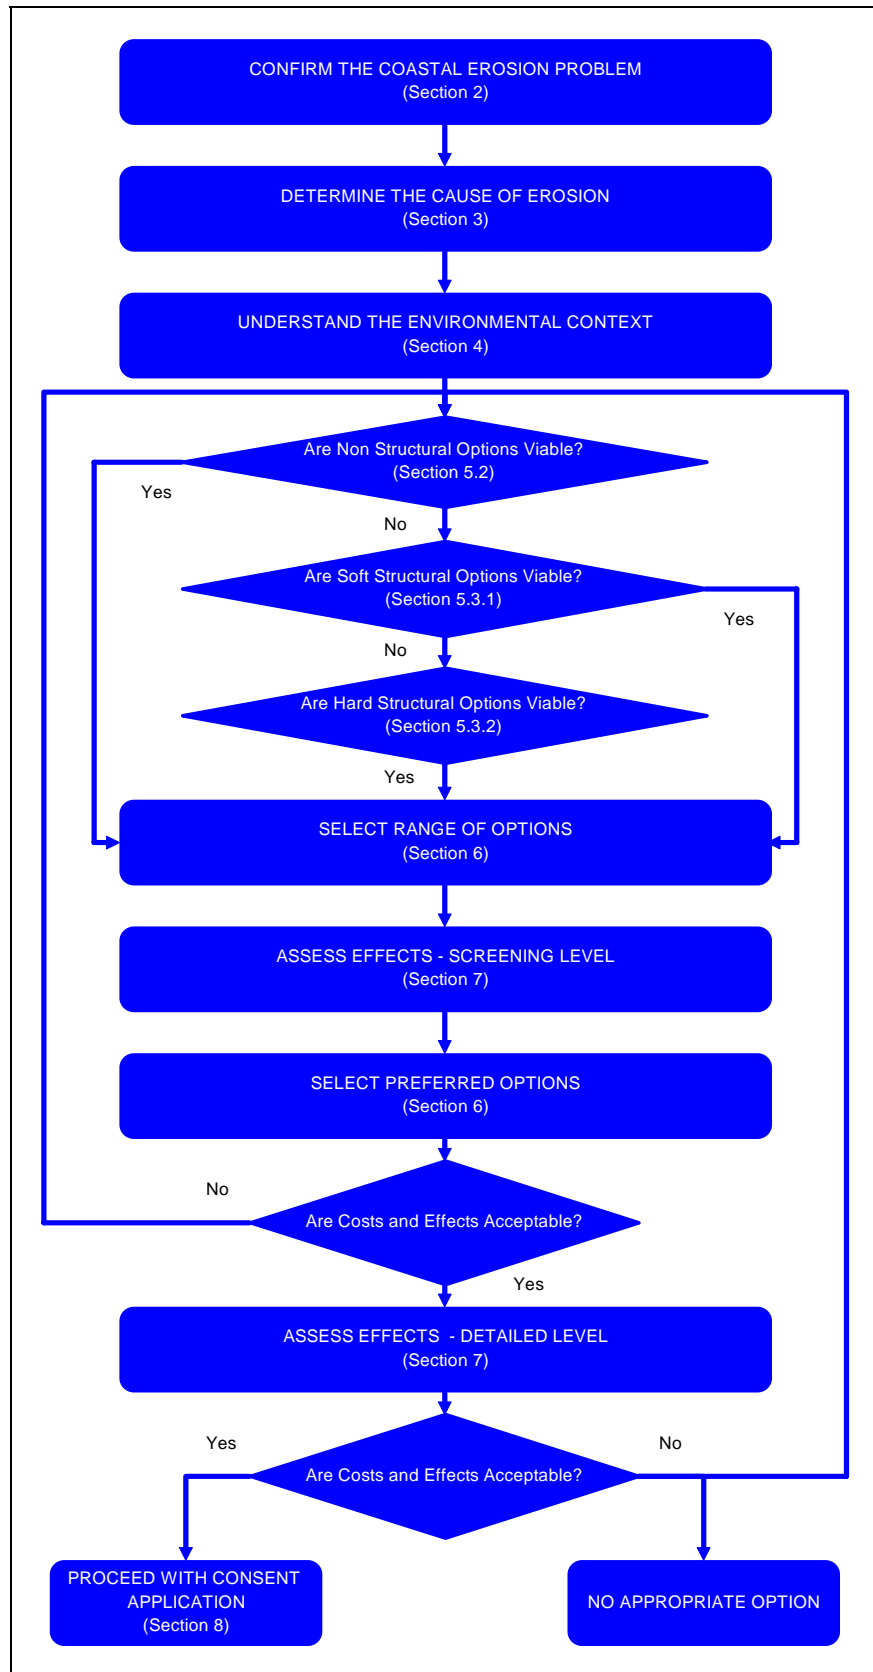 CONFIRM THE COASTAL EROSION PROBLEM
(Section 2)
DETERMINE THE CAUSE OF EROSION
(Section 3)
UNDERSTAND THE ENVIRONMENTAL CONTEXT
(Section 4)
Are Non Structural Options Viable?
(Section 5.2)
Yes
No
Are Soft Structural Options Viable?
(Section 5.3.1)
Yes
No
Are Hard Structural Options Viable?
(Section 5.3.2)
Yes
SELECT RANGE OF OPTIONS
(Section 6)
ASSESS EFFECTS - SCREENING LEVEL
(Section 7)
SELECT PREFERRED OPTIONS
(Section 6)
No
Are Costs and Effects Acceptable?
Yes
ASSESS EFFECTS - DETAILED LEVEL
(Section 7)
Yes
No
Are Costs and Effects Acceptable?
PROCEED WITH CONSENT
APPLICATION
(Section 8)
NO APPROPRIATE OPTION